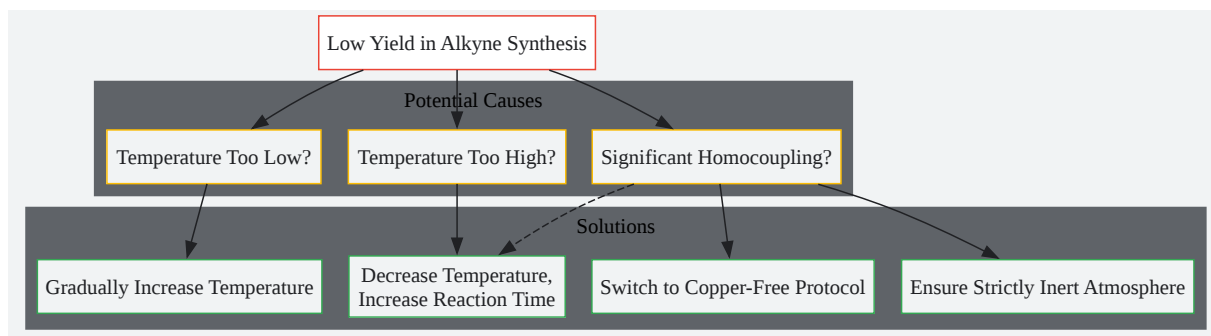 Low Yield in Alkyne Synthesis
Potential Causes
Temperature Too Low?
Temperature Too High?
Significant Homocoupling?
Solutions
Gradually Increase Temperature
Decrease Temperature,
Increase Reaction Time
Switch to Copper-Free Protocol
Ensure Strictly Inert Atmosphere